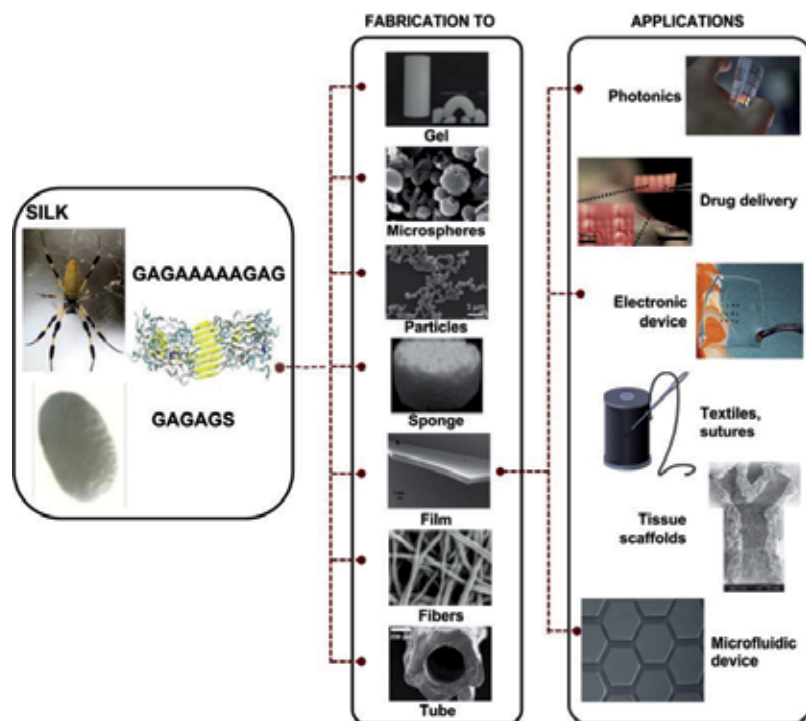 FABRICATION TO
APPLICATIONS
SILK
GAGAAAAAGAG
GAGAGS
Gel
Microspheres
Particles
Sponge
Film
Fibers
Tube
Photonics
Drug delivery
Electronic
device
Textiles,
sutures
Tissue
scaffolds
Microfluidic
device